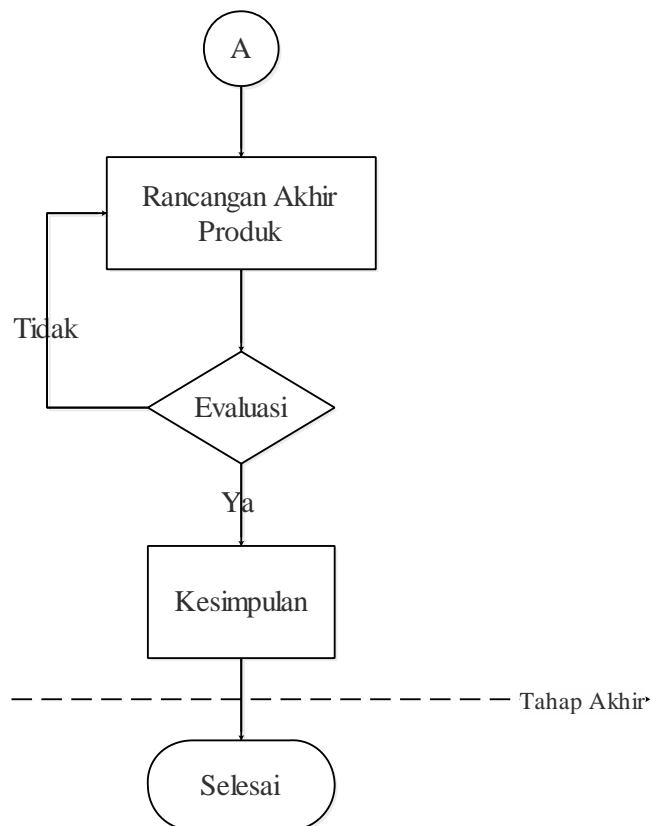 A
Rancangan Akhir
Produk
Tidak
Evaluasi
Ya
Kesimpulan
Tahap Akhir
Selesai